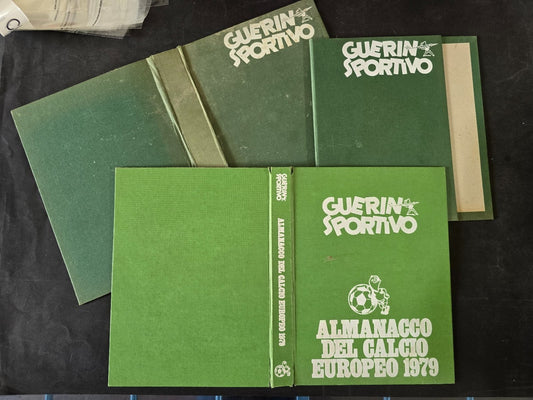 GUERIN
SPORTIVO
GUERIN
SPORTIVO
GUERIN
SPORTIVO
ALMANACCO DEL CALCIO EUROPEO 1979
GUERIN
SPORTIVO
ALMANACCO
DEL CALCIO
EUROPEO 1979